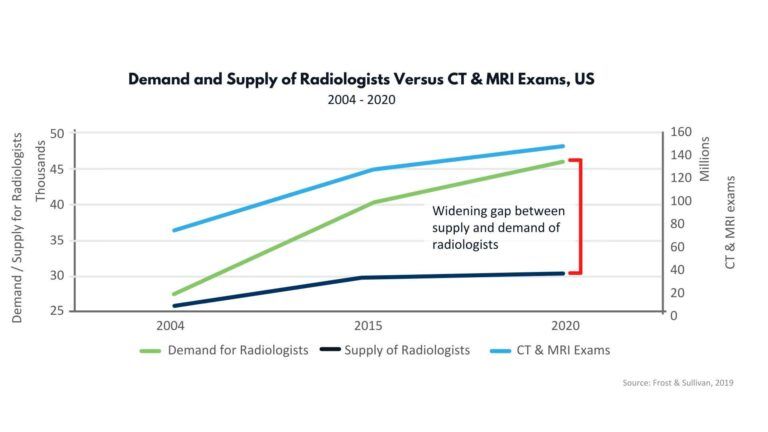 Demand and Supply of Radiologists Versus CT & MRI Exams, US
2004 - 2020
Demand / Supply for Radiologists
Thousands
50
45
40
35
30
25
160
140
120
100
80
60
40
20
0
Millions
CT & MRI exams
Widening gap between
supply and demand of
radiologists
2004
2015
2020
Demand for Radiologists
Supply of Radiologists
CT & MRI Exams
Source: Frost & Sullivan, 2019